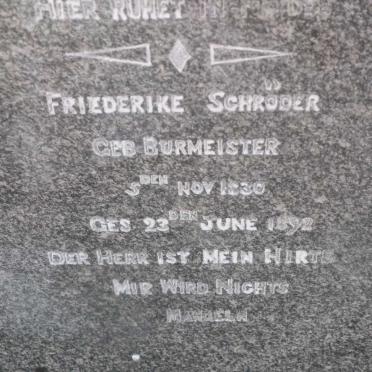 HIER RUHET IN FRIEDEN
FRIEDERIKE SCHRÖDER
GEB BURMEISTER
5DEN NOV 1830
GES 23DEN JUNE 1892
DER HERR IST MEIN HIRTE
MIR WIRD NICHTS
MANGELN